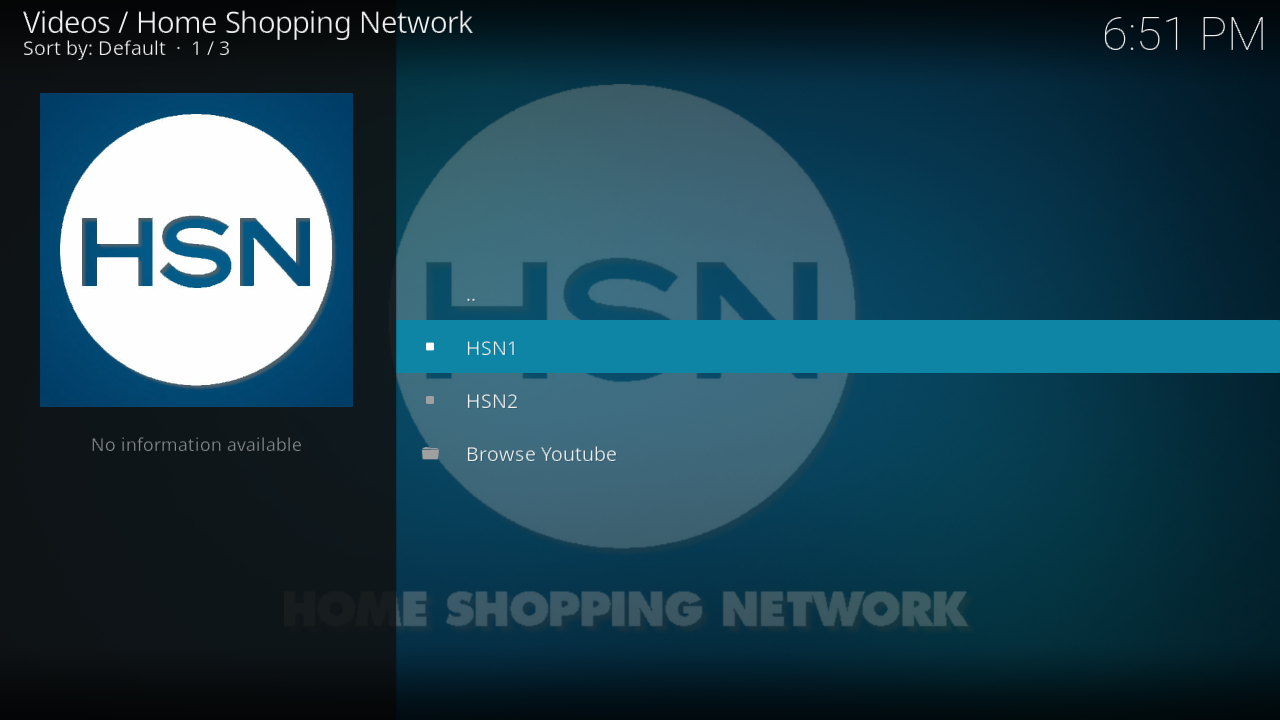 Videos / Home Shopping Network
Sort by: Default · 1 / 3
6:51 PM
HSN
No information available
HSN
..
HSN1
HSN2
Browse Youtube
HOME SHOPPING NETWORK